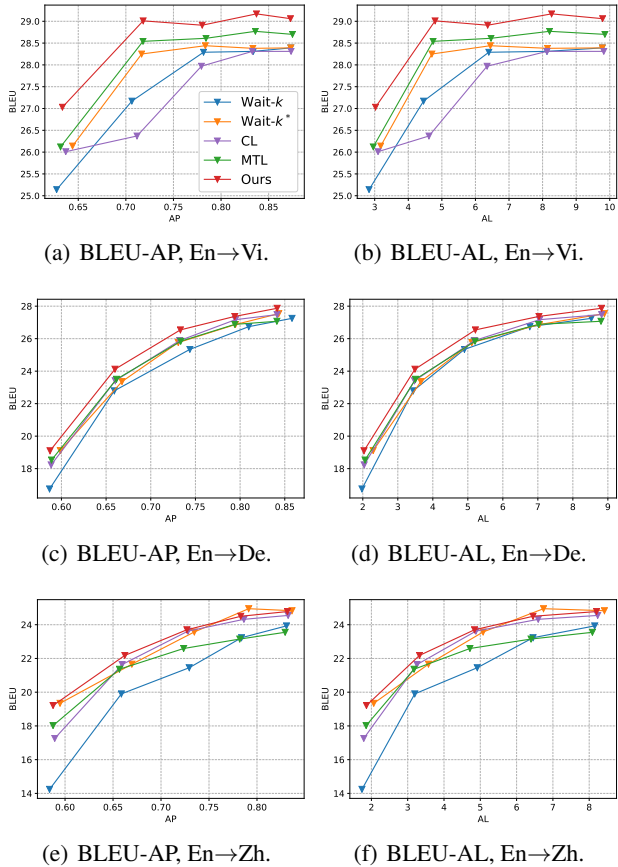 29.0
28.5
28.0
27.5
27.0
26.5
26.0
25.5
25.0
BLEU
0.65 0.70 0.75 0.80 0.85
AP
Wait-k
Wait-k*
CL
MTL
Ours
(a) BLEU-AP, En→Vi.
29.0
28.5
28.0
27.5
27.0
26.5
26.0
25.5
25.0
BLEU
3 4 5 6 7 8 9 10
AL
(b) BLEU-AL, En→Vi.
28
26
24
22
20
18
BLEU
0.60 0.65 0.70 0.75 0.80 0.85
AP
(c) BLEU-AP, En→De.
28
26
24
22
20
18
BLEU
2 3 4 5 6 7 8 9
AL
(d) BLEU-AL, En→De.
24
22
20
18
16
14
BLEU
0.60 0.65 0.70 0.75 0.80
AP
(e) BLEU-AP, En→Zh.
24
22
20
18
16
14
BLEU
2 3 4 5 6 7 8
AL
(f) BLEU-AL, En→Zh.